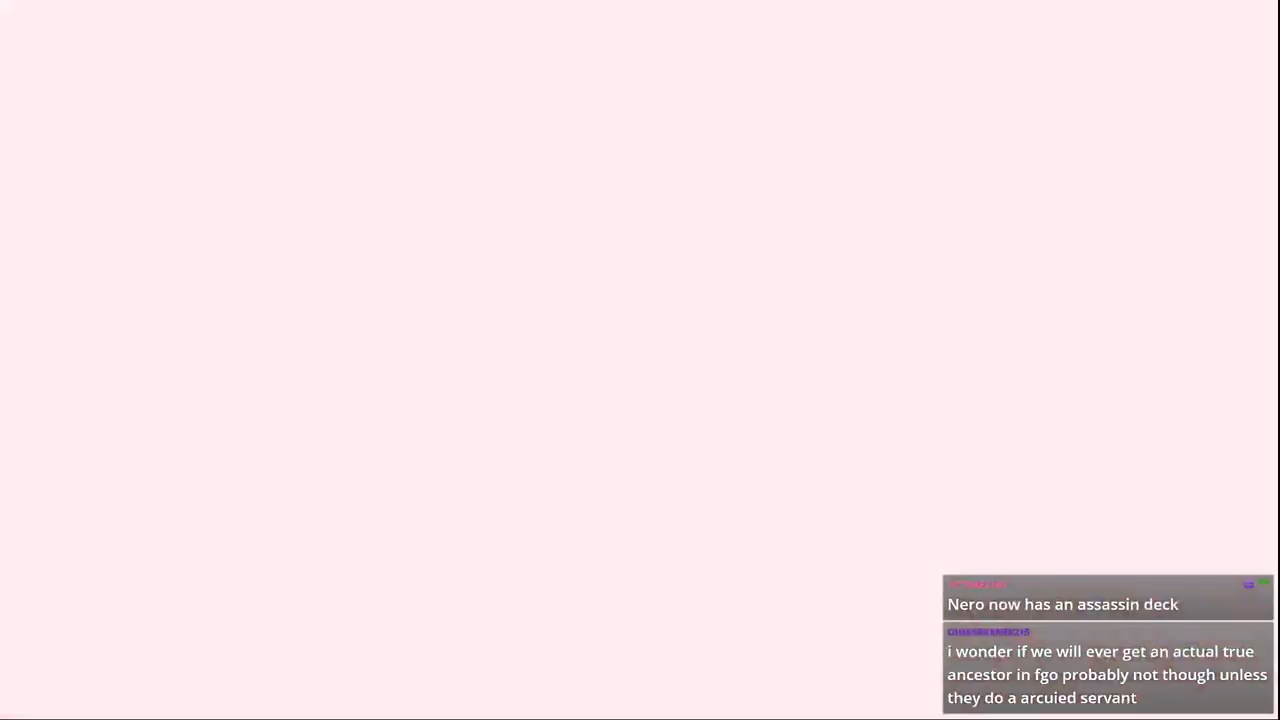 Nero now has an assassin deck
i wonder if we will ever get an actual true
ancestor in fgo probably not though unless
they do a arcuied servant